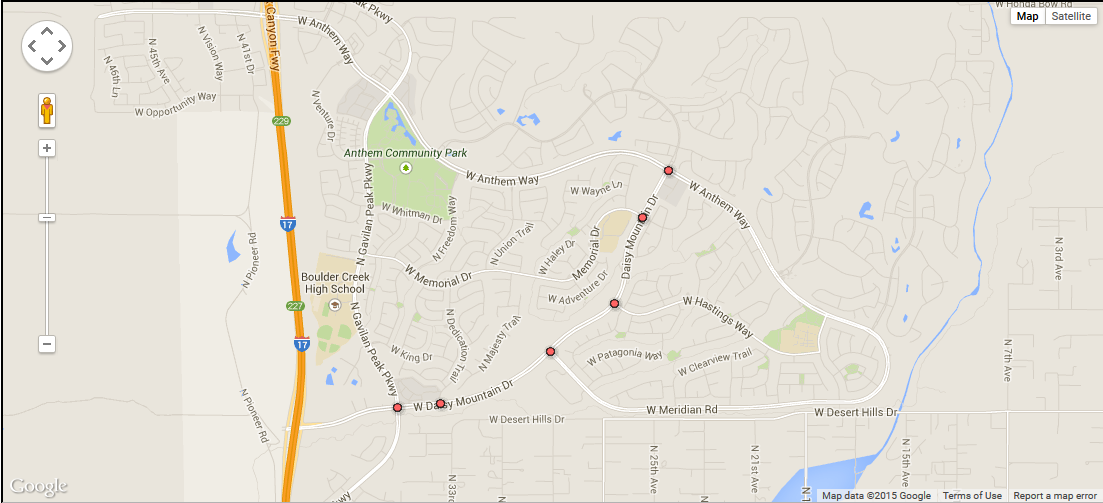 Canyon Fwy
Peak Pkwy
W Honda Bow Rd
Map
Satellite
W Anthem Way
N Vision Way
N 41st Dr
N 45th Ave
N 46th Ln
W Opportunity Way
N Venture Dr
229
Anthem Community Park
W Anthem Way
W Wayne Ln
W Anthem Way
N Gavilan Peak Pkwy
W Whitman Dr
N Freedom Way
N Union Trail
W Haley Dr
Memorial Dr
Daisy Mountain Dr
17
N Pioneer Rd
N 3rd Ave
Boulder Creek
High School
W Memorial Dr
W Adventure Dr
227
W Hastings Way
N Gavilan Peak Pkwy
N Dedication Trail
N Majesty Trail
17
W King Dr
W Patagonia Way
W Clearview Trail
N 7th Ave
N Pioneer Rd
W Daisy Mountain Dr
W Meridian Rd
W Desert Hills Dr
W Desert Hills Dr
N 33rd
N 25th Ave
N 21st Ave
N 15th Ave
Pkwy
Google
Map data ©2015 Google
Terms of Use
Report a map error